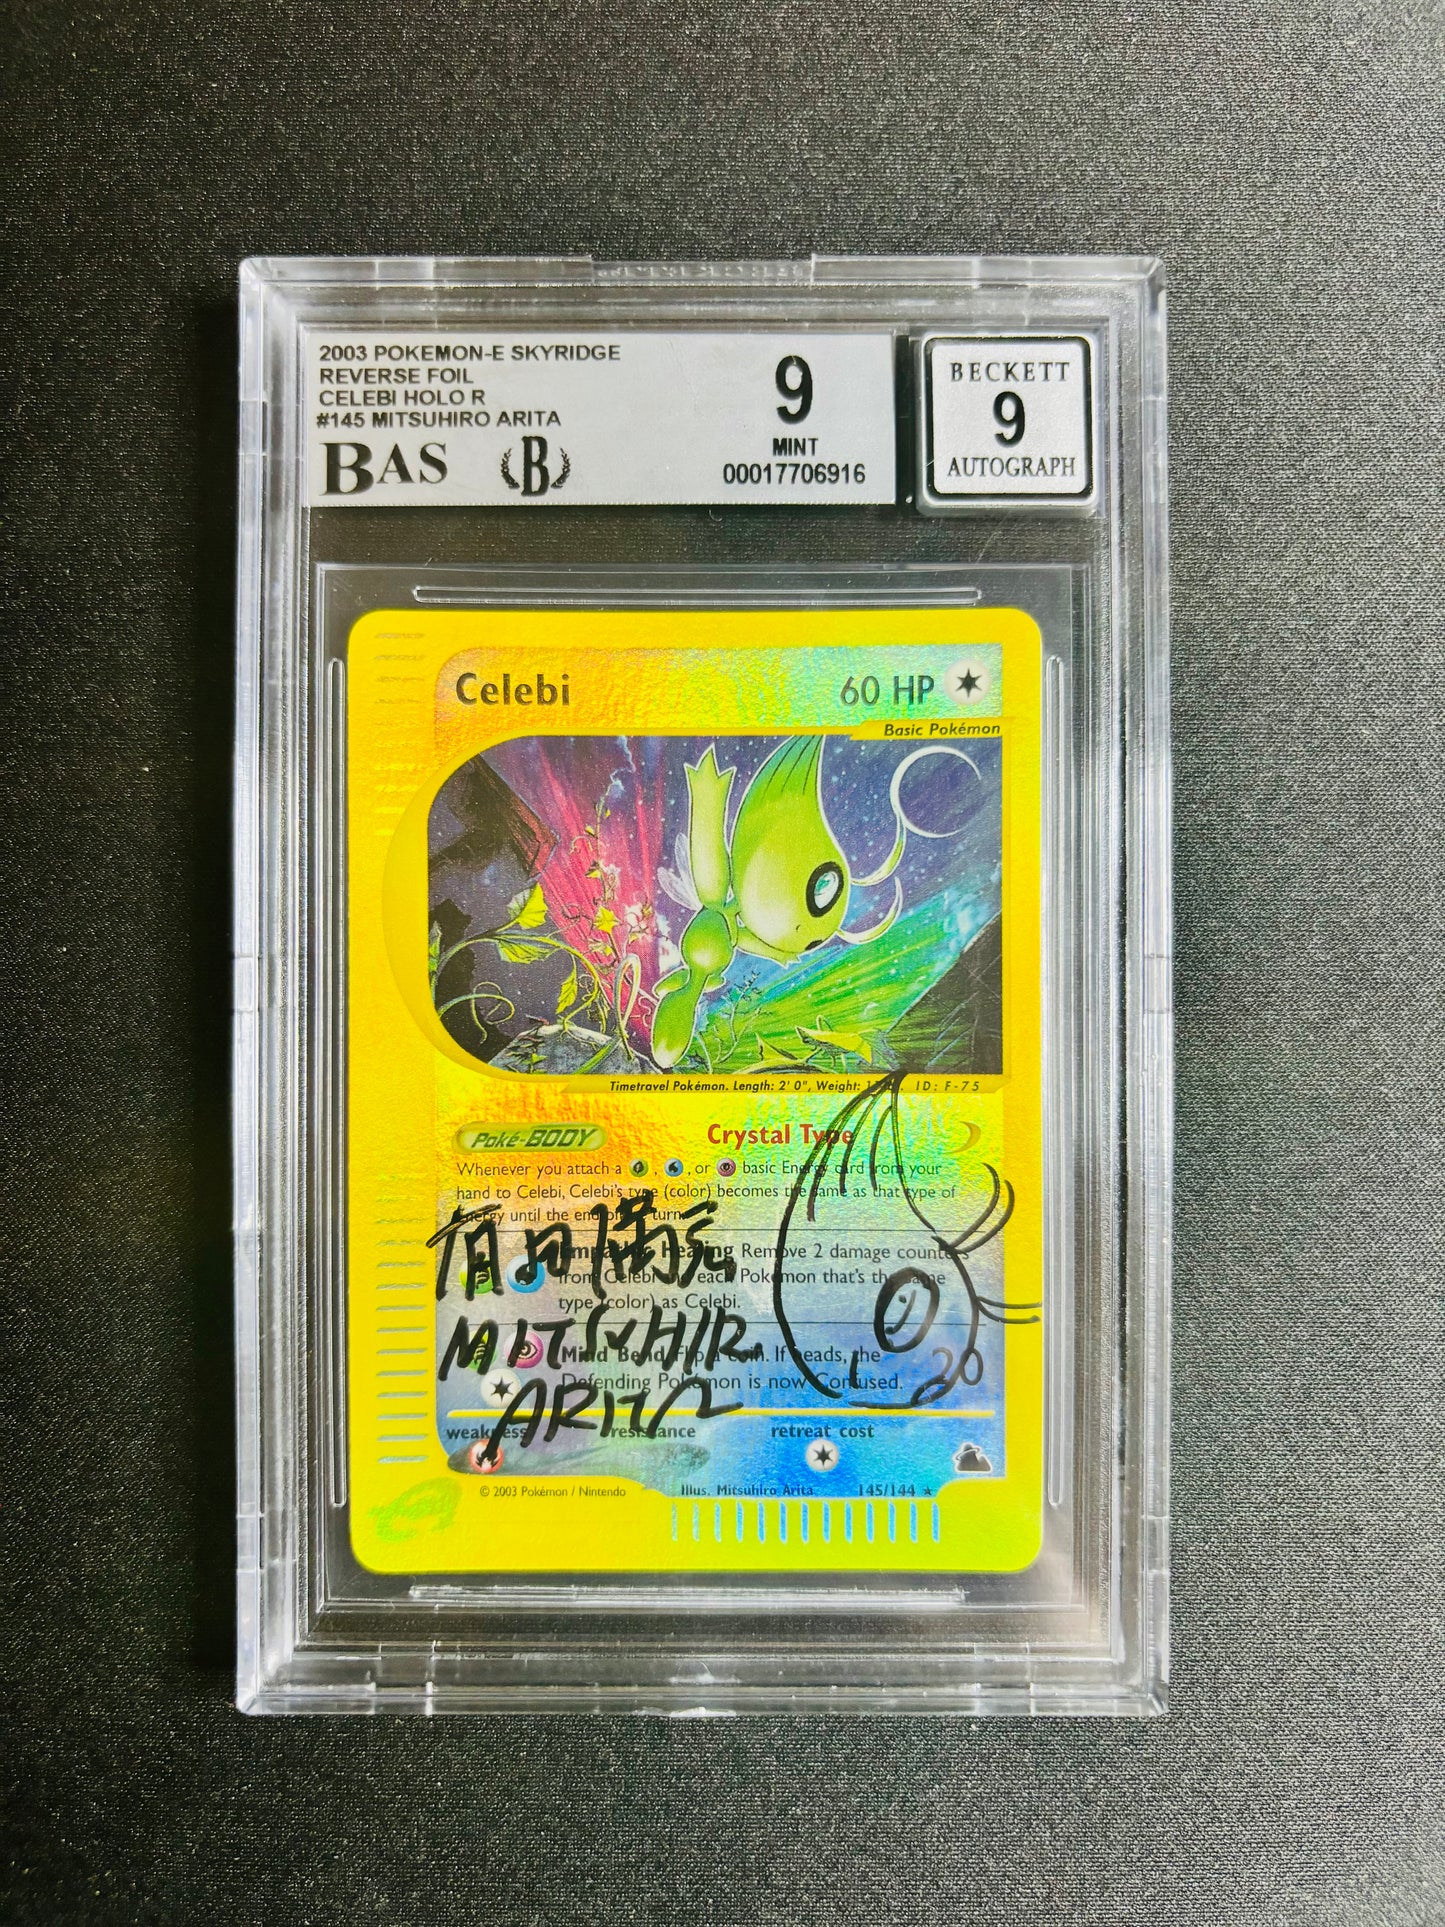 2003 POKEMON-E SKYRIDGE
REVERSE FOIL
CELEBI HOLO R
#145 MITSUHIRO ARITA
BAS B
9
MINT
00017706916
BECKETT
9
AUTOGRAPH
Celebi
60 HP
Basic Pokémon
Timetravel Pokémon. Length: 2' 0", Weight: ID: F-75
Poké-BODY
Crystal Type
Whenever you attach a , , or basic Energy card from your
hand to Celebi, Celebi's type (color) becomes the same as that type of
Energy until the end of turn.
Empathic Healing Remove 2 damage counters
from Celebi and each Pokémon that's the same
type (color) as Celebi.
有田満弘
MITSUHIRO
ARITA
20
Mind Bend Flip a coin. If heads, the
Defending Pokémon is now Confused.
weakness
resistance
retreat cost
© 2003 Pokémon / Nintendo
Illus. Mitsuhiro Arita
145/144 ★